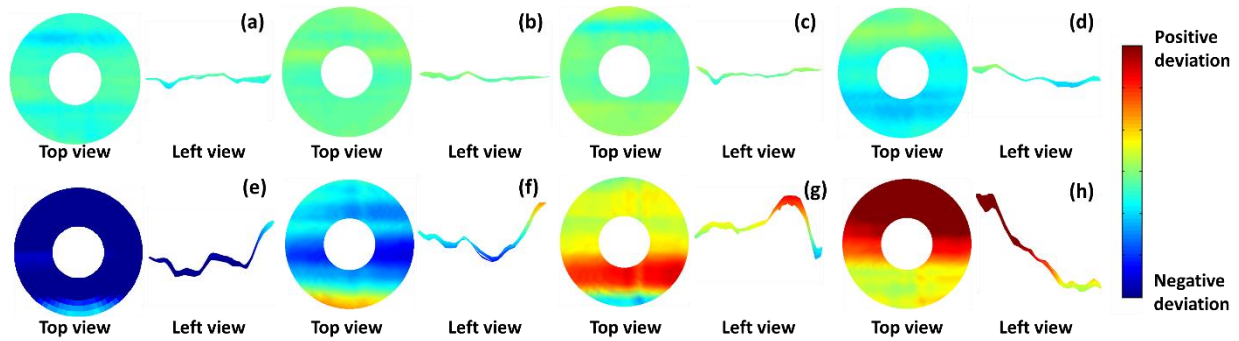 (a)
(b)
(c)
(d)
Top view
Left view
Top view
Left view
Top view
Left view
Top view
Left view
(e)
(f)
(g)
(h)
Top view
Left view
Top view
Left view
Top view
Left view
Top view
Left view
Positive
deviation
Negative
deviation